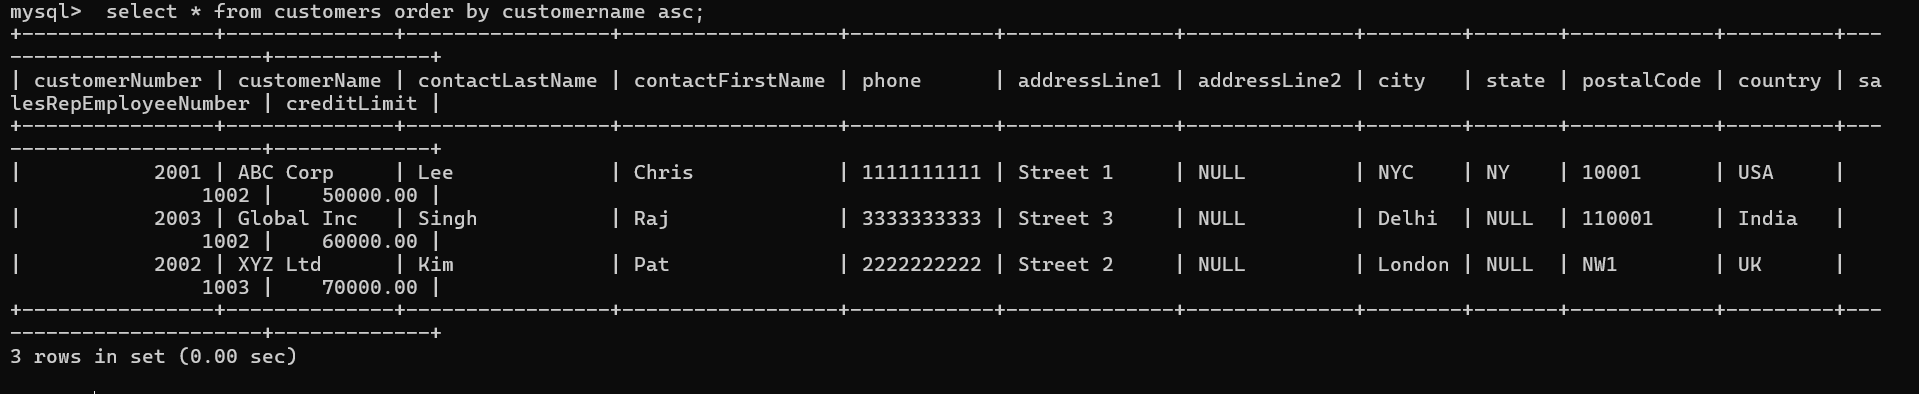 mysql>  select * from customers order by customername asc;
+----------------+--------------+-----------------+------------------+------------+--------------+--------------+--------+-------+------------+---------+---
---------------------+-------------+
| customerNumber | customerName | contactLastName | contactFirstName | phone      | addressLine1 | addressLine2 | city   | state | postalCode | country | sa
lesRepEmployeeNumber | creditLimit |
+----------------+--------------+-----------------+------------------+------------+--------------+--------------+--------+-------+------------+---------+---
---------------------+-------------+
|           2001 | ABC Corp     | Lee             | Chris            | 1111111111 | Street 1     | NULL         | NYC    | NY    | 10001      | USA     |
                1002 |    50000.00 |
|           2003 | Global Inc   | Singh           | Raj              | 3333333333 | Street 3     | NULL         | Delhi  | NULL  | 110001     | India   |
                1002 |    60000.00 |
|           2002 | XYZ Ltd      | Kim             | Pat              | 2222222222 | Street 2     | NULL         | London | NULL  | NW1        | UK      |
                1003 |    70000.00 |
+----------------+--------------+-----------------+------------------+------------+--------------+--------------+--------+-------+------------+---------+---
---------------------+-------------+
3 rows in set (0.00 sec)